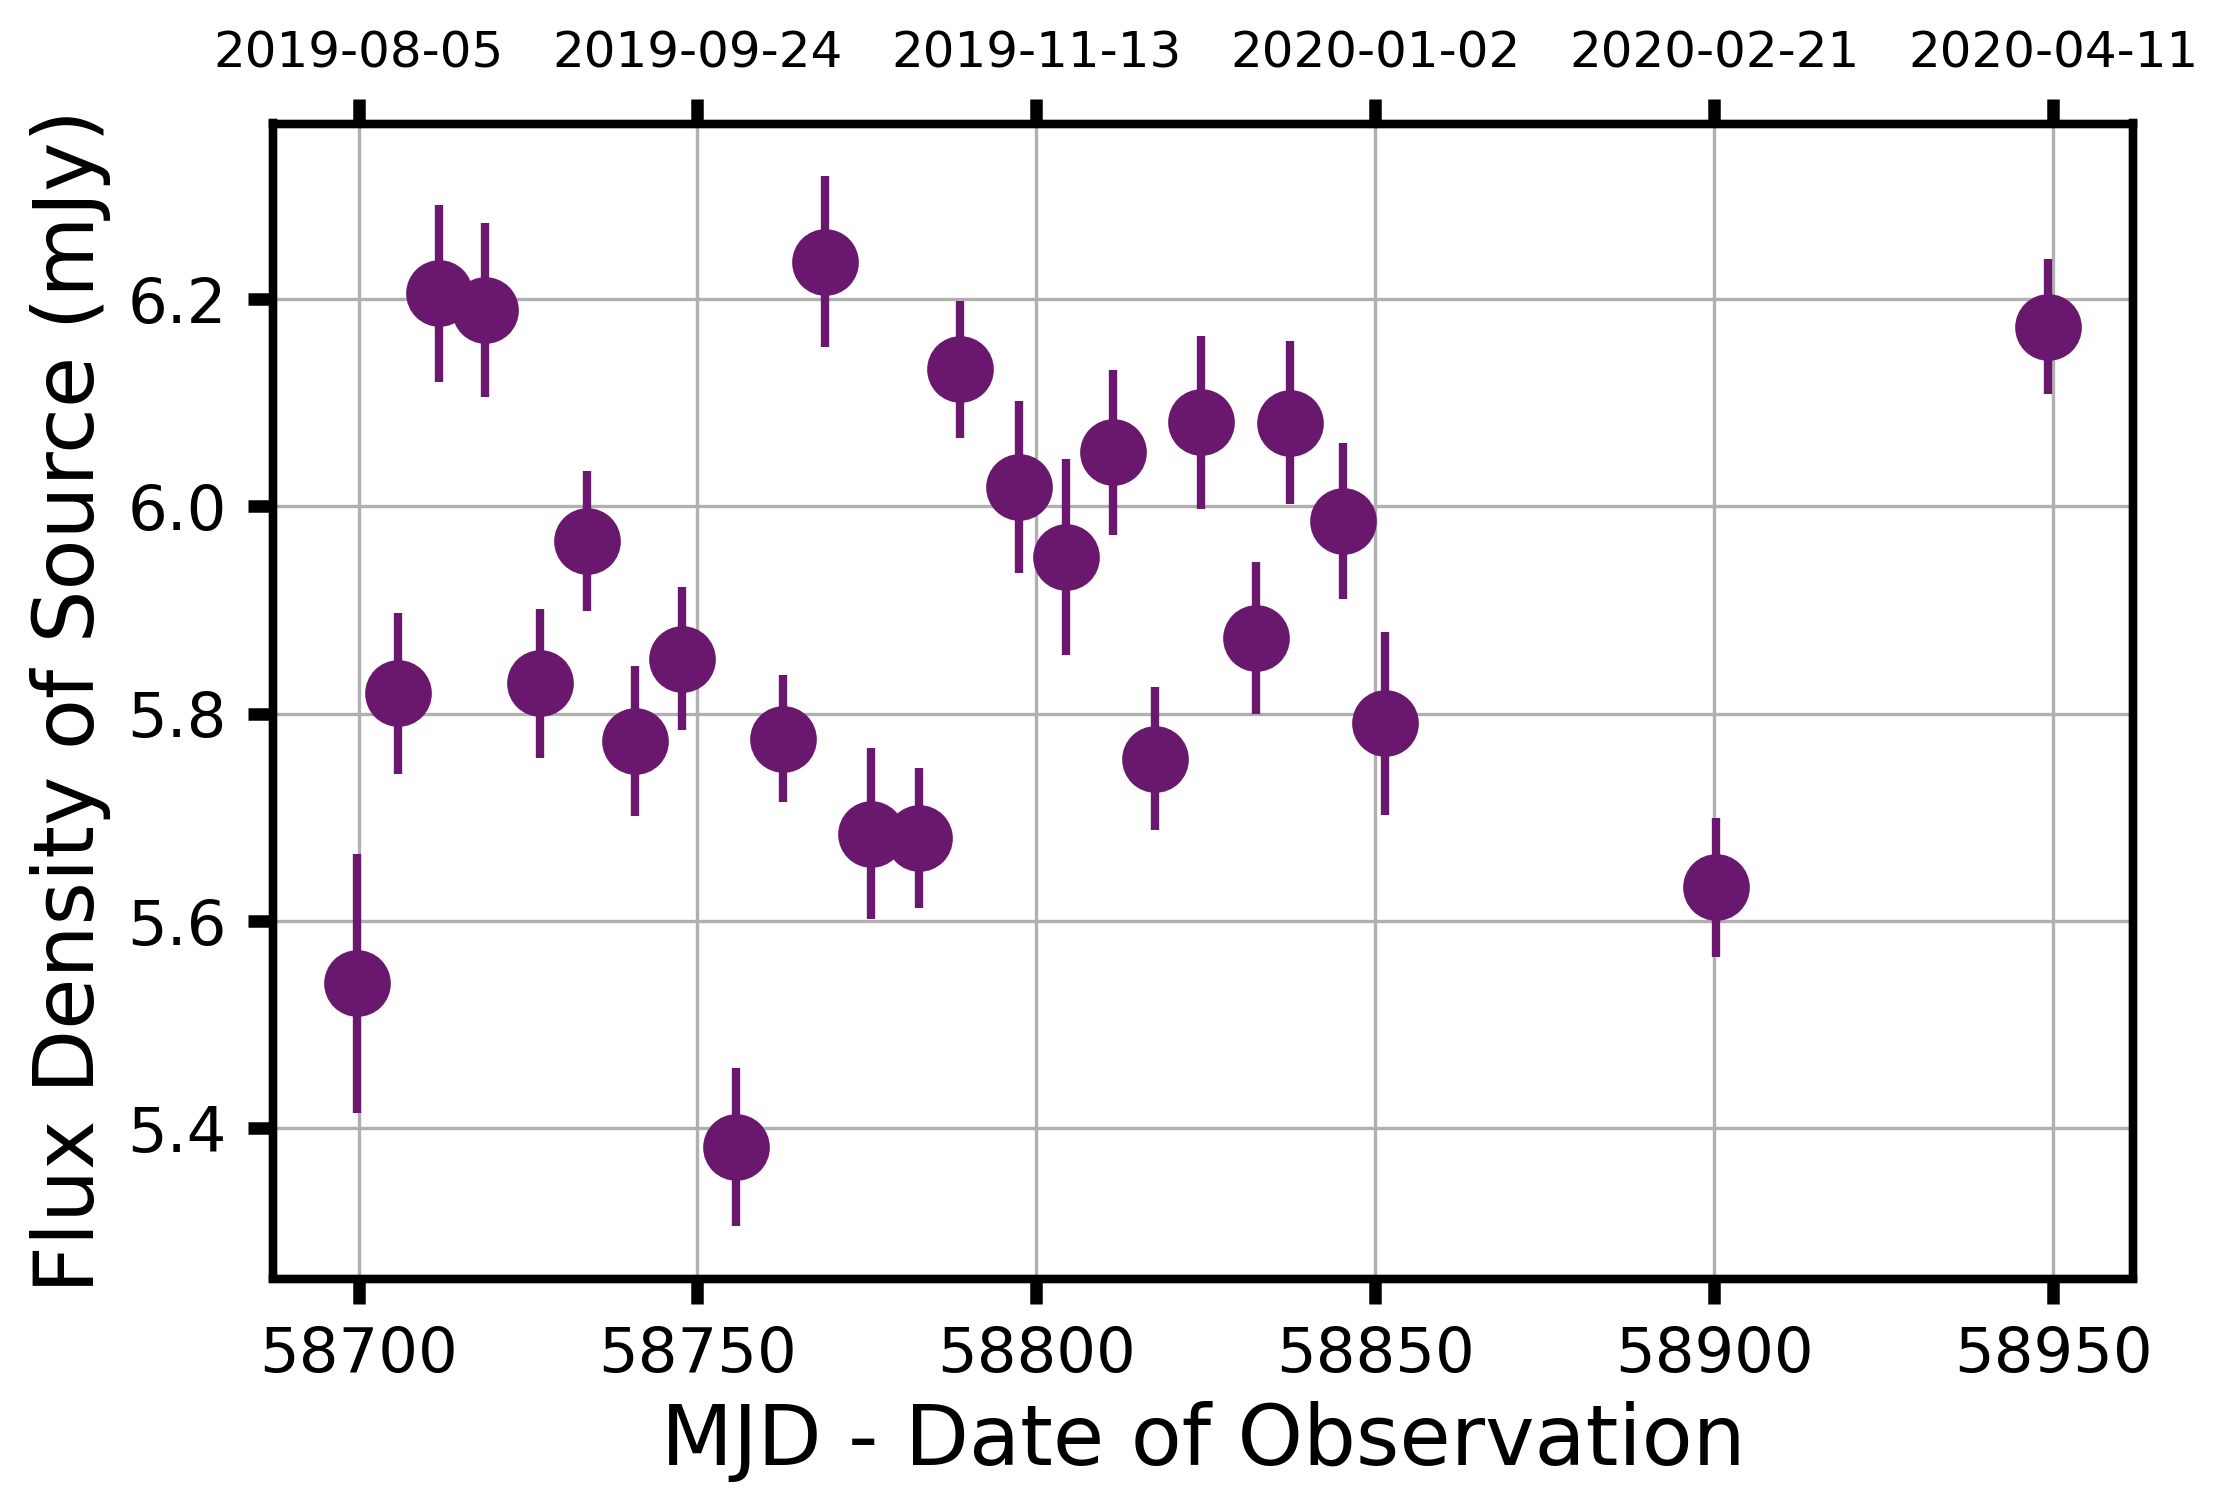 2019-08-05 2019-09-24 2019-11-13 2020-01-02 2020-02-21 2020-04-11
Flux Density of Source (mJy)
6.2
6.0
5.8
5.6
5.4
58700 58750 58800 58850 58900 58950
MJD - Date of Observation